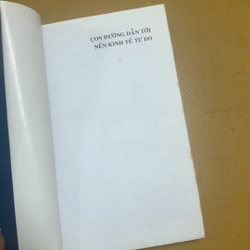 CON ĐƯỜNG DẪN TỚI
NỀN KINH TẾ TỰ DO